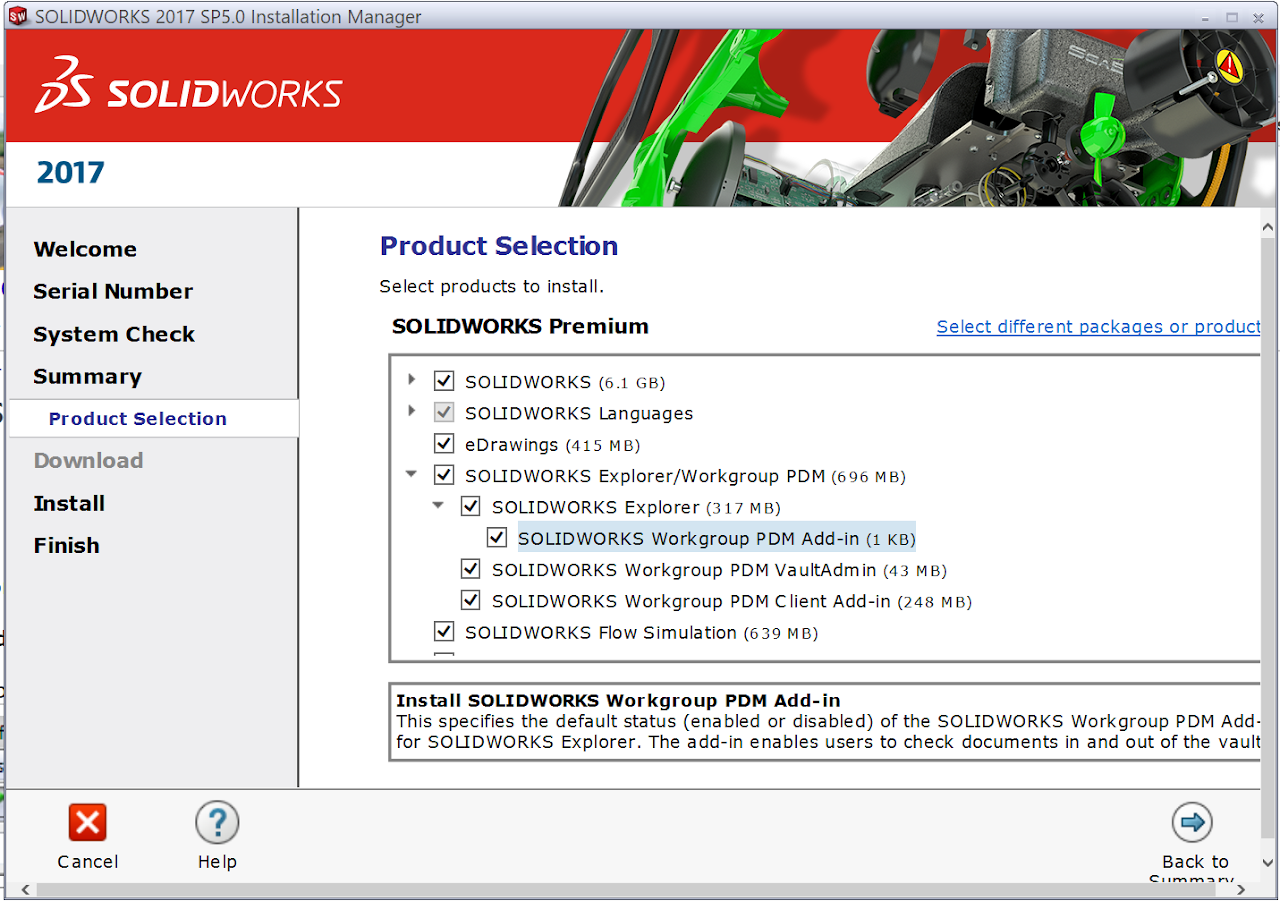 SOLIDWORKS 2017 SP5.0 Installation Manager
SOLIDWORKS
2017
Welcome
Serial Number
System Check
Summary
Product Selection
Download
Install
Finish
Product Selection
Select products to install.
SOLIDWORKS Premium
Select different packages or product
SOLIDWORKS (6.1 GB)
SOLIDWORKS Languages
eDrawings (415 MB)
SOLIDWORKS Explorer/Workgroup PDM (696 MB)
SOLIDWORKS Explorer (317 MB)
SOLIDWORKS Workgroup PDM Add-in (1 KB)
SOLIDWORKS Workgroup PDM VaultAdmin (43 MB)
SOLIDWORKS Workgroup PDM Client Add-in (248 MB)
SOLIDWORKS Flow Simulation (639 MB)
Install SOLIDWORKS Workgroup PDM Add-in
This specifies the default status (enabled or disabled) of the SOLIDWORKS Workgroup PDM Add-
for SOLIDWORKS Explorer. The add-in enables users to check documents in and out of the vault
Cancel
Help
Back to
Summary